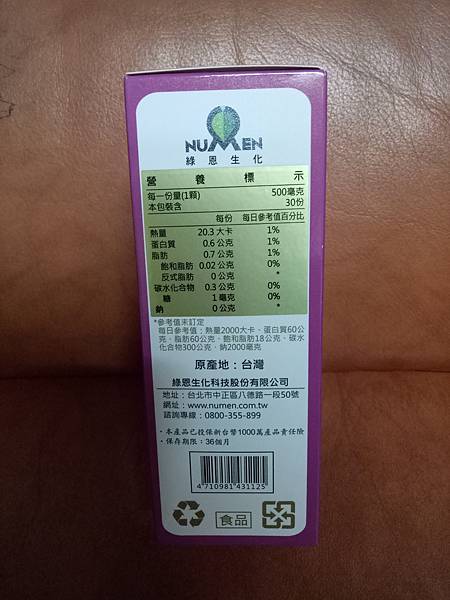 NUMEN
綠恩生化
營養標示
每一份量(1顆) 500毫克
本包裝含 30份
每份 每日參考值百分比
熱量 20.3 大卡 1%
蛋白質 0.6 公克 1%
脂肪 0.7 公克 1%
飽和脂肪 0.02 公克 0%
反式脂肪 0 公克 *
碳水化合物 0.3 公克 0%
糖 1 毫克 *
鈉 0 公克 0%
*參考值未訂定
每日參考值：熱量2000大卡、蛋白質60公
克、脂肪60公克、飽和脂肪18公克、碳水
化合物300公克、鈉2000毫克
原產地：台灣
綠恩生化科技股份有限公司
地址：台北市中正區八德路一段50號
網址：www.numen.com.tw
諮詢專線：0800-355-899
・本產品已投保新台幣1000萬產品責任險
・保存期限：36個月
4 710981 431125
食品